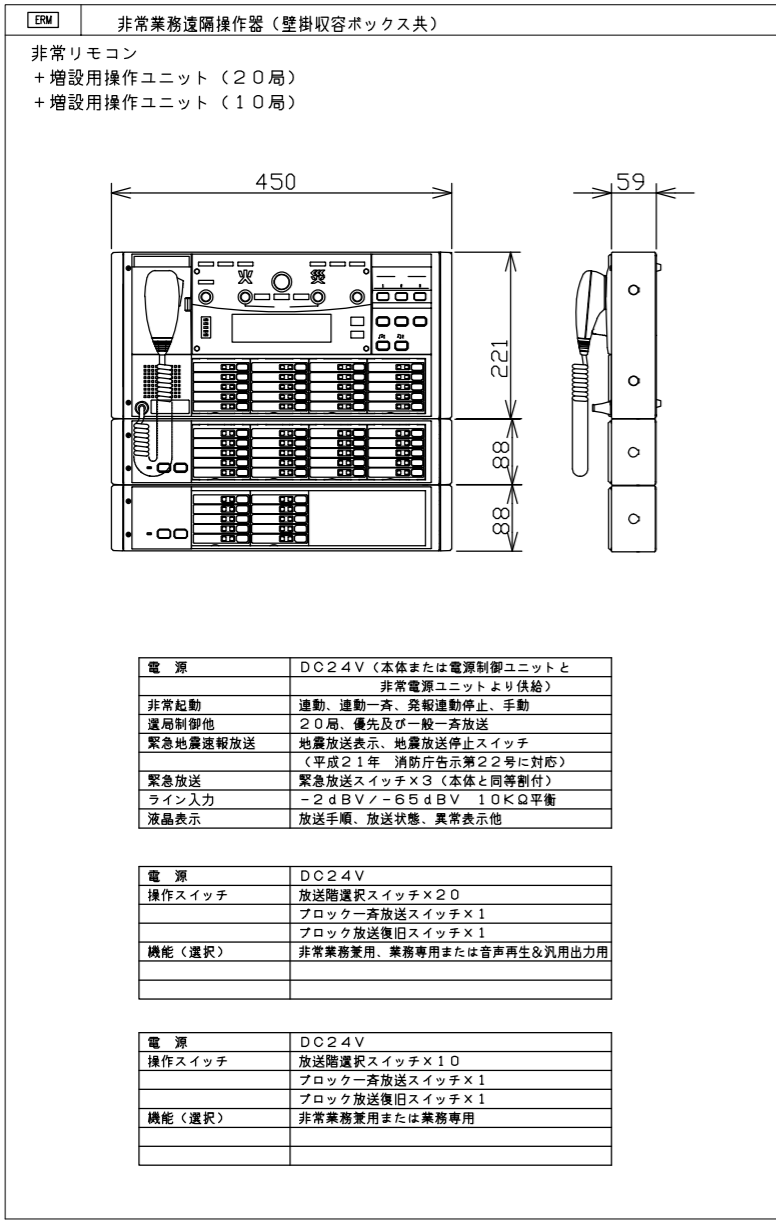 ERM 非常業務遠隔操作器(壁掛収容ボックス共)
非常リモコン
+増設用操作ユニット(20局)
+増設用操作ユニット(10局)
450
59
火 災
221
88
88
電 源 DC24V(本体または電源制御ユニットと
非常電源ユニットより供給)
非常起動 連動、連動一斉、発報連動停止、手動
選局制御他 20局、優先及び一般一斉放送
緊急地震速報放送 地震放送表示、地震放送停止スイッチ
(平成21年 消防庁告示第22号に対応)
緊急放送 緊急放送スイッチ×3(本体と同等割付)
ライン入力 -2dBV/-65dBV 10KΩ平衡
液晶表示 放送手順、放送状態、異常表示他
電 源 DC24V
操作スイッチ 放送階選択スイッチ×20
ブロック一斉放送スイッチ×1
ブロック放送復旧スイッチ×1
機能(選択) 非常業務兼用、業務専用または音声再生&汎用出力用
電 源 DC24V
操作スイッチ 放送階選択スイッチ×10
ブロック一斉放送スイッチ×1
ブロック放送復旧スイッチ×1
機能(選択) 非常業務兼用または業務専用